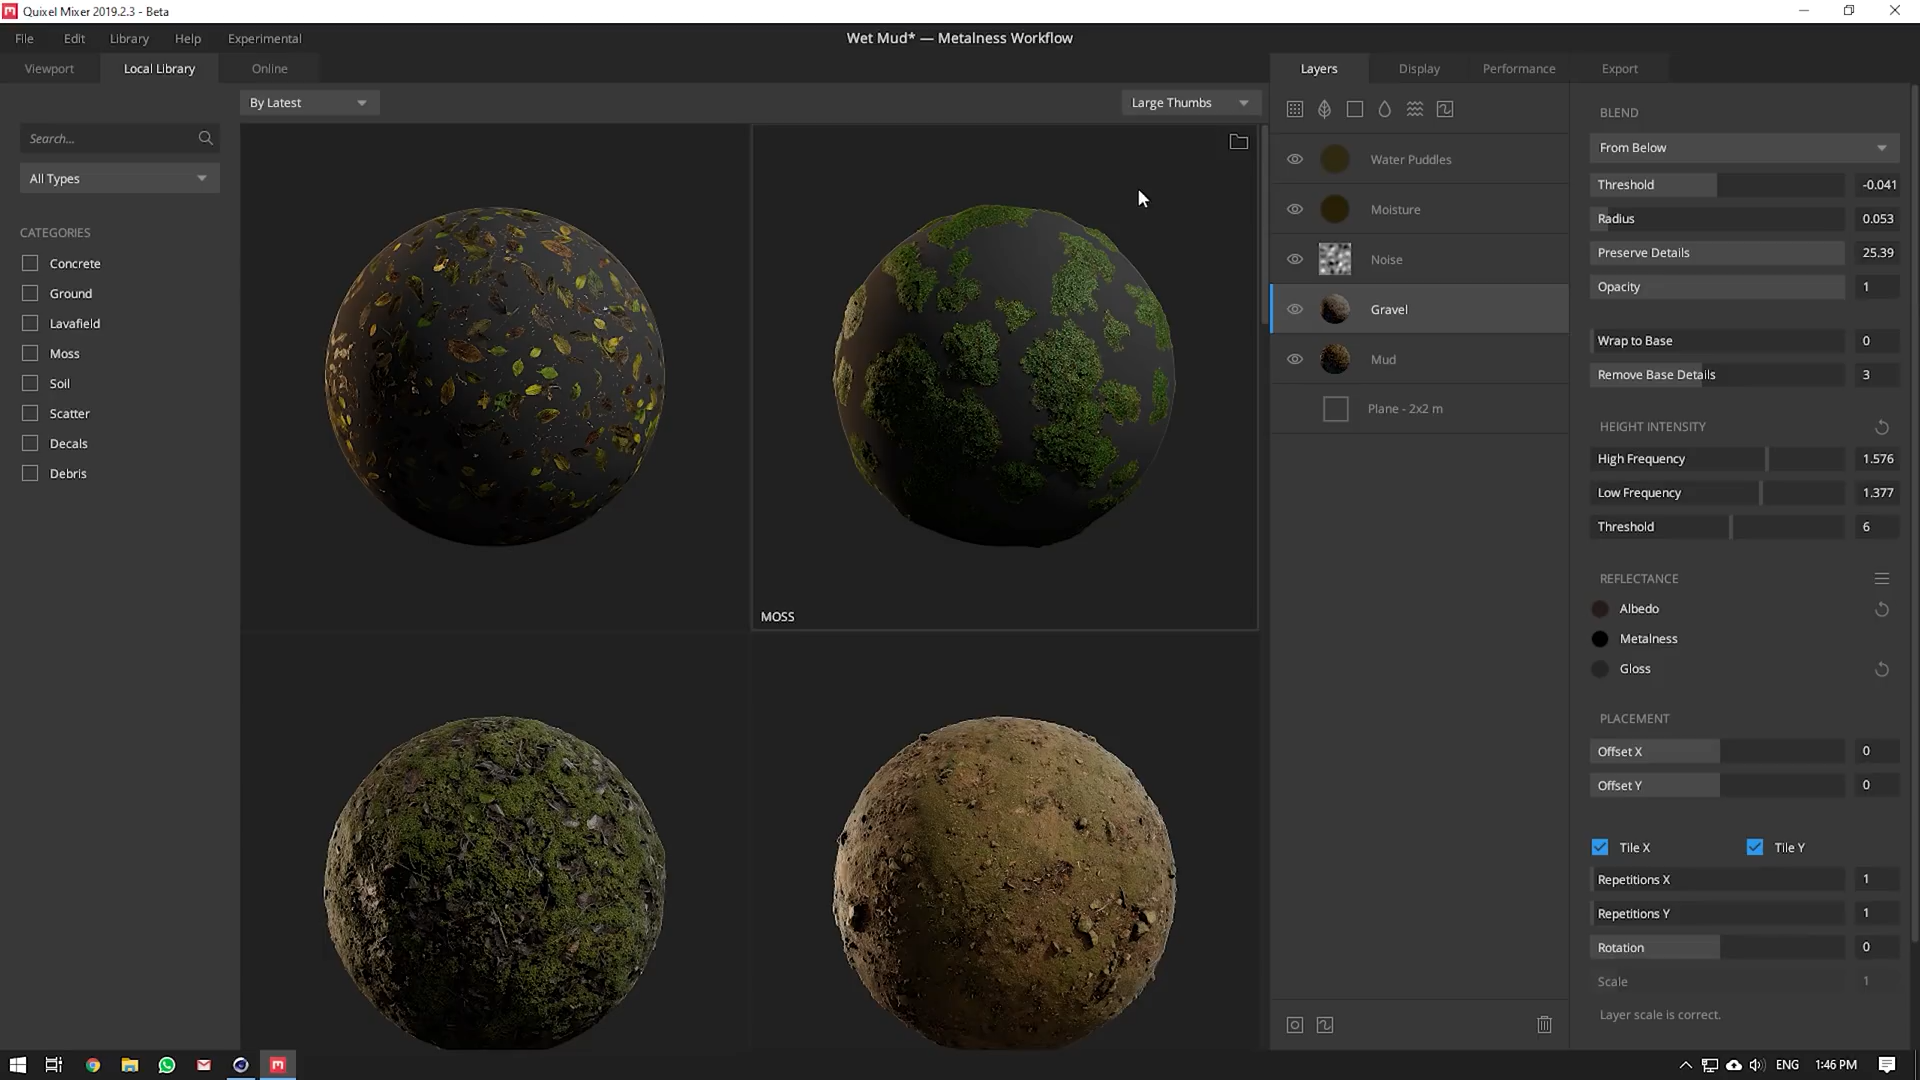 Quixel Mixer 2019.2.3 - Beta
File Edit Library Help Experimental
Wet Mud* — Metalness Workflow
Viewport Local Library Online
Layers Display Performance Export
By Latest
Large Thumbs
Search...
All Types
CATEGORIES
Concrete
Ground
Lavafield
Moss
Soil
Scatter
Decals
Debris
MOSS
Water Puddles
Moisture
Noise
Gravel
Mud
Plane - 2x2 m
BLEND
From Below
Threshold -0.041
Radius 0.053
Preserve Details 25.39
Opacity 1
Wrap to Base 0
Remove Base Details 3
HEIGHT INTENSITY
High Frequency 1.576
Low Frequency 1.377
Threshold 6
REFLECTANCE
Albedo
Metalness
Gloss
PLACEMENT
Offset X 0
Offset Y 0
Tile X Tile Y
Repetitions X 1
Repetitions Y 1
Rotation 0
Scale 1
Layer scale is correct.
ENG 1:46 PM